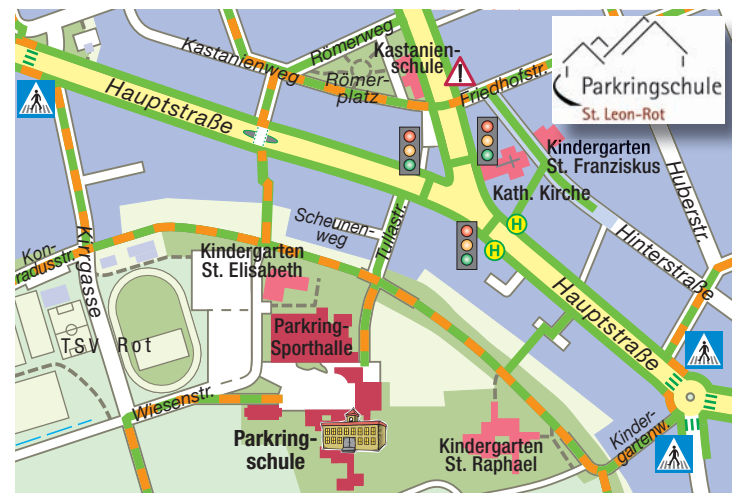 Kastanienweg
Römerweg
Kastanien-
schule
Römer-
platz
Friedhofstr.
Parkringschule
St. Leon-Rot
Hauptstraße
Kindergarten
St. Franziskus
Kath. Kirche
Huberstr.
Hinterstraße
H
H
Scheunen-
weg
Tullastr.
Kon-
radusstr.
Kirrgasse
Kindergarten
St. Elisabeth
Hauptstraße
TSV Rot
Parkring-
Sporthalle
Wiesenstr.
Parkring-
schule
Kindergarten
St. Raphael
Kinder-
gartenw.